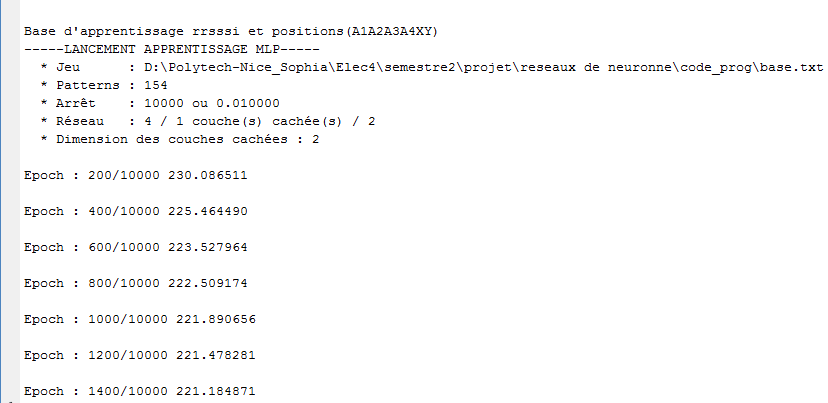 Base d'apprentissage rrsssi et positions(A1A2A3A4XY)
-----LANCEMENT APPRENTISSAGE MLP-----
* Jeu : D:\Polytech-Nice_Sophia\Elec4\semestre2\projet\reseaux de neuronne\code_prog\base.txt
* Patterns : 154
* Arrêt : 10000 ou 0.010000
* Réseau : 4 / 1 couche(s) cachée(s) / 2
* Dimension des couches cachées : 2
Epoch : 200/10000 230.086511
Epoch : 400/10000 225.464490
Epoch : 600/10000 223.527964
Epoch : 800/10000 222.509174
Epoch : 1000/10000 221.890656
Epoch : 1200/10000 221.478281
Epoch : 1400/10000 221.184871